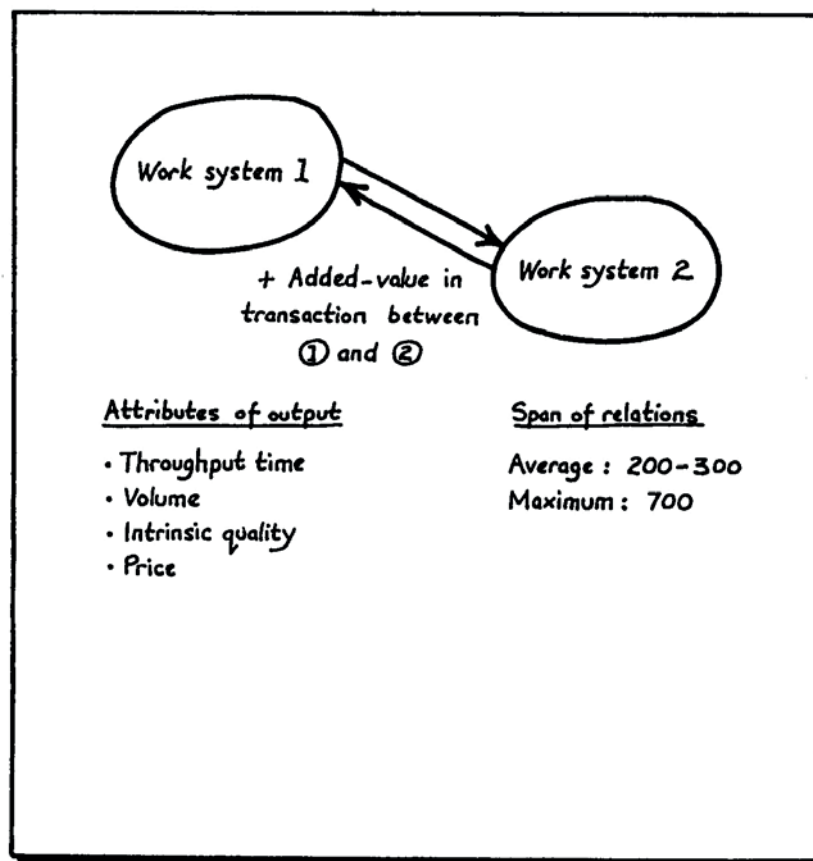 Work system 1
Work system 2
+ Added-value in
transaction between
① and ②
Attributes of output
• Throughput time
• Volume
• Intrinsic quality
• Price
Span of relations
Average : 200-300
Maximum : 700